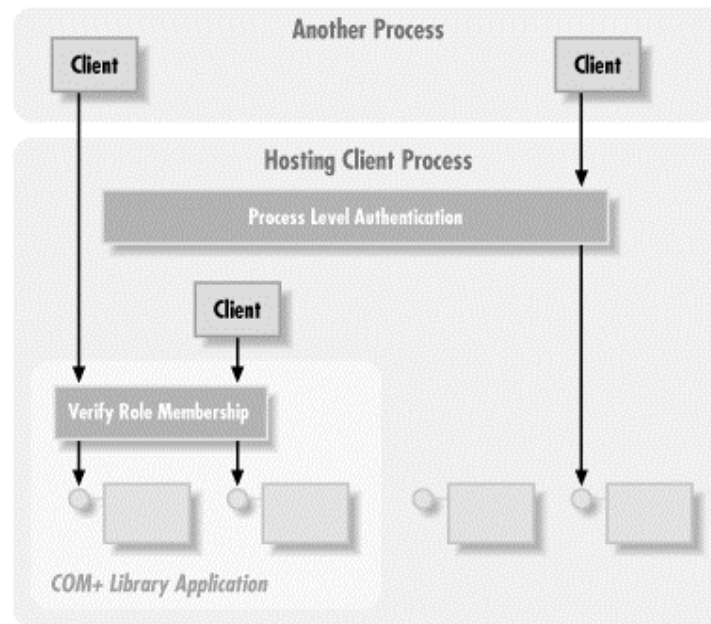 Another Process
Client
Client
Hosting Client Process
Process Level Authentication
Client
Verify Role Membership
COM+ Library Application